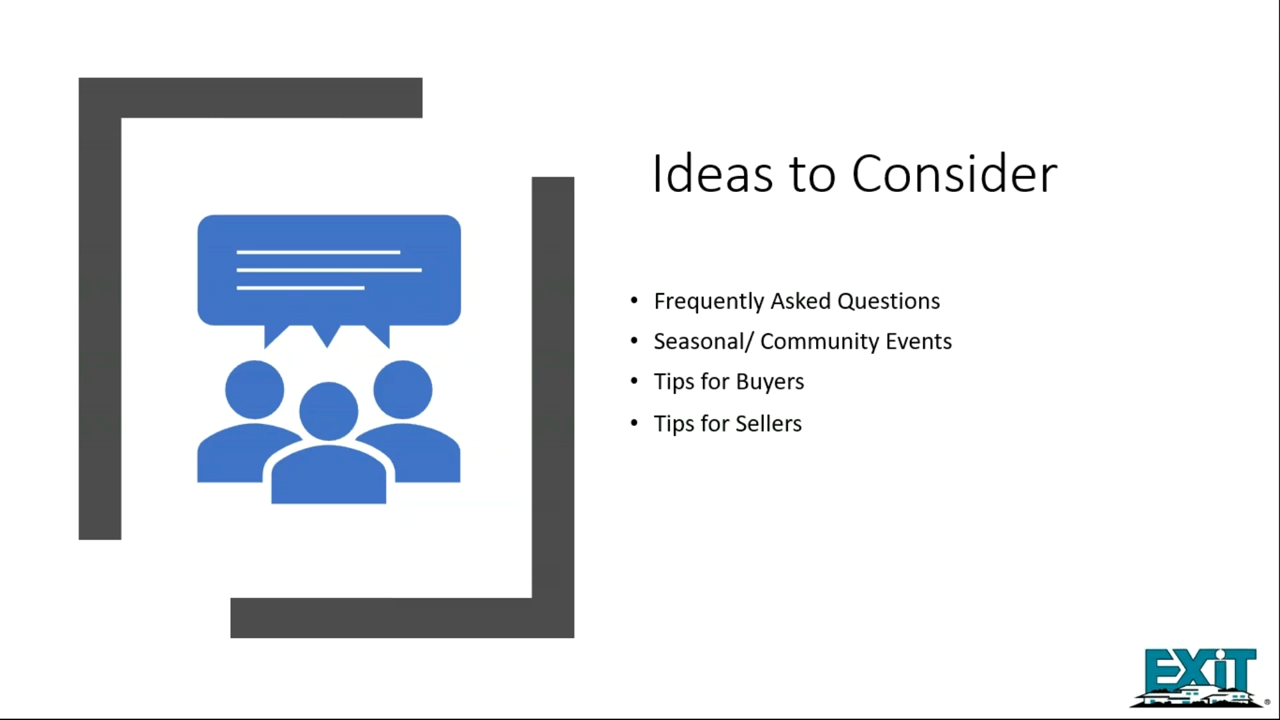 Ideas to Consider
• Frequently Asked Questions
• Seasonal/ Community Events
• Tips for Buyers
• Tips for Sellers
EXiT
®